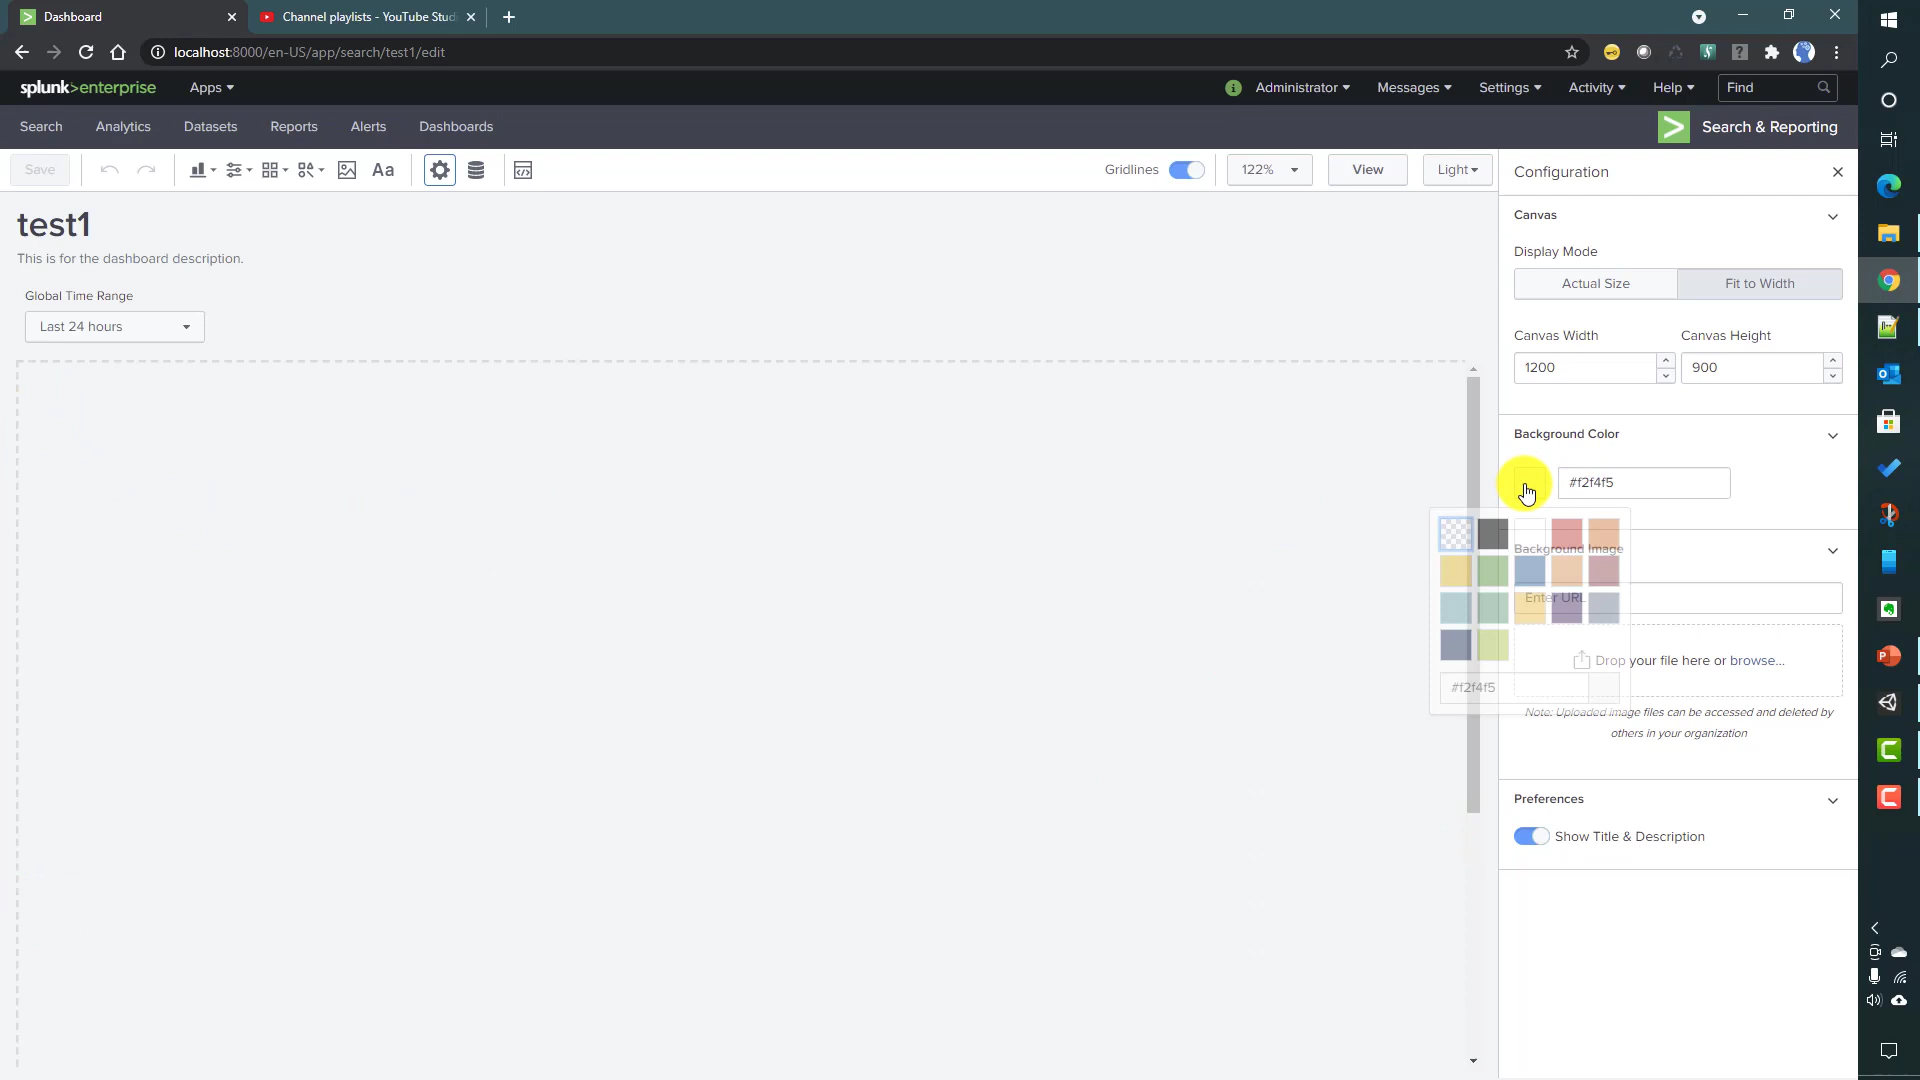 Dashboard
Channel playlists - YouTube Studi
localhost:8000/en-US/app/search/test1/edit
splunk>enterprise
Apps
i
Administrator
Messages
Settings
Activity
Help
Find
Search
Analytics
Datasets
Reports
Alerts
Dashboards
Search & Reporting
Save
Aa
Gridlines
122%
View
Light
Configuration
test1
This is for the dashboard description.
Global Time Range
Last 24 hours
Canvas
Display Mode
Actual Size
Fit to Width
Canvas Width
Canvas Height
1200
900
Background Color
#f2f4f5
Background Image
Enter URL
Drop your file here or browse...
#f2f4f5
Note: Uploaded image files can be accessed and deleted by
others in your organization
Preferences
Show Title & Description